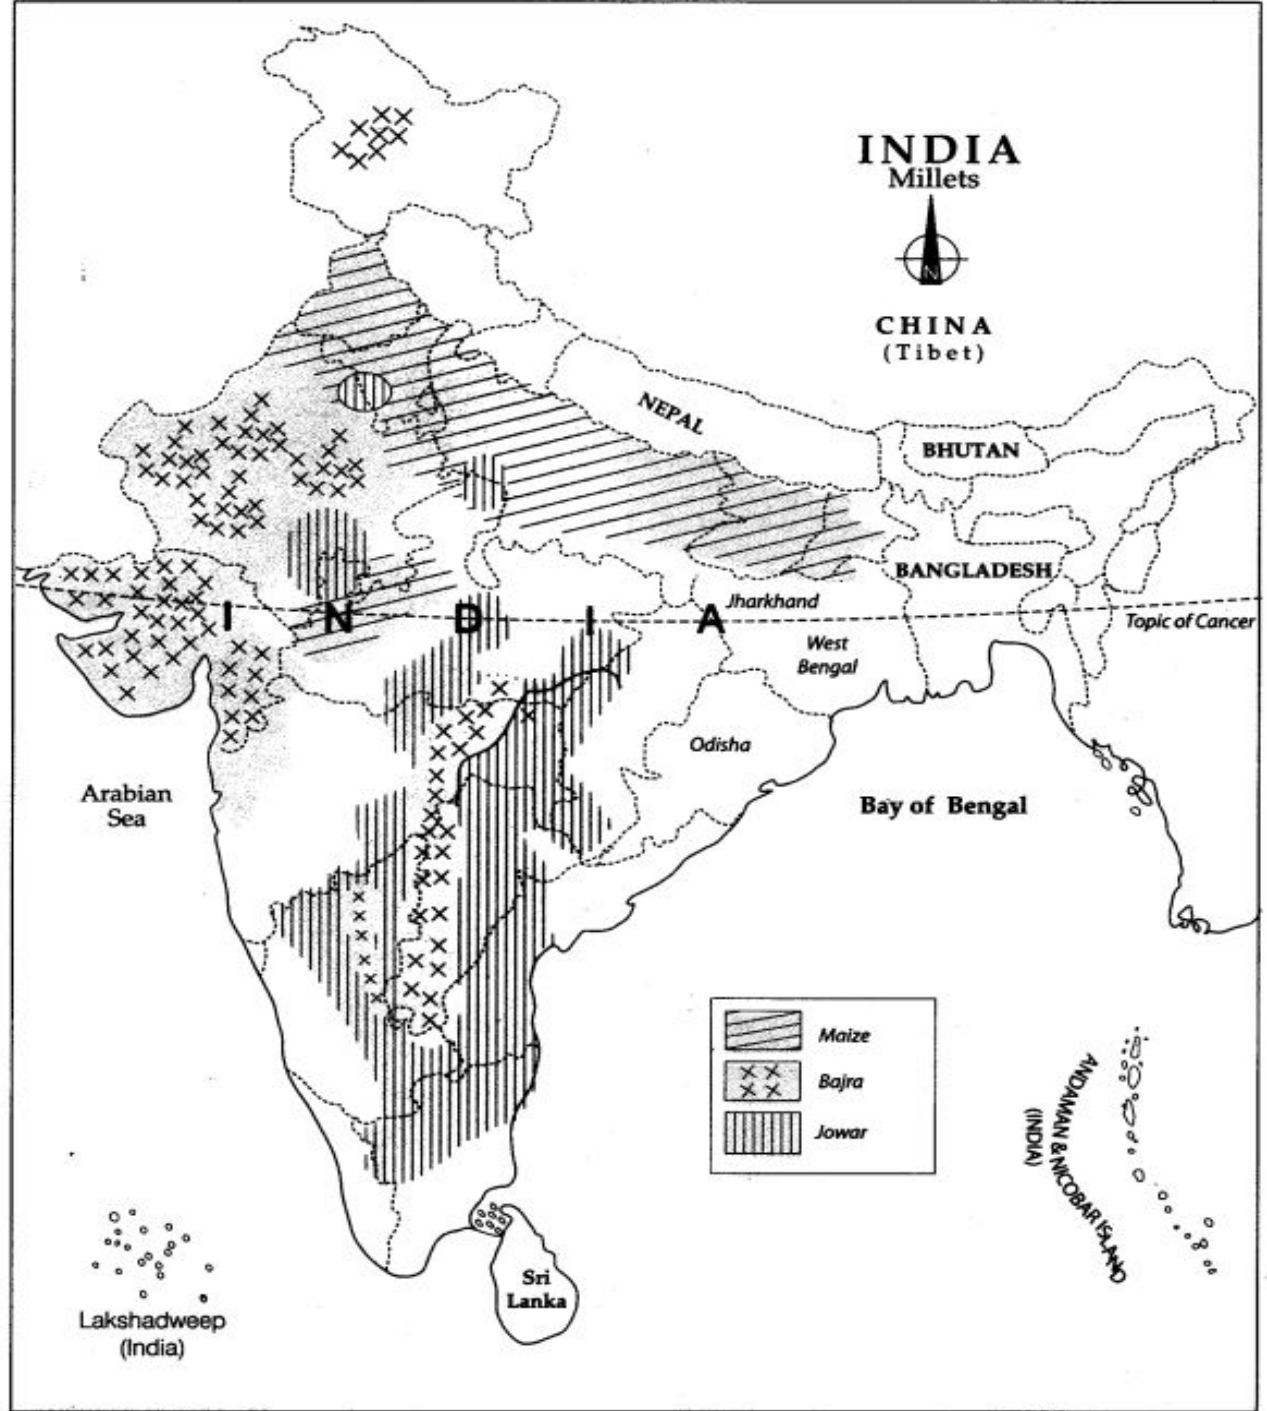 INDIA
Millets
N
CHINA
(Tibet)
NEPAL
BHUTAN
BANGLADESH
Jharkhand
I N D I A
Topic of Cancer
West
Bengal
Odisha
Arabian
Sea
Bay of Bengal
Maize
Bajra
Jowar
ANDAMAN & NICOBAR ISLAND
(INDIA)
Sri
Lanka
Lakshadweep
(India)